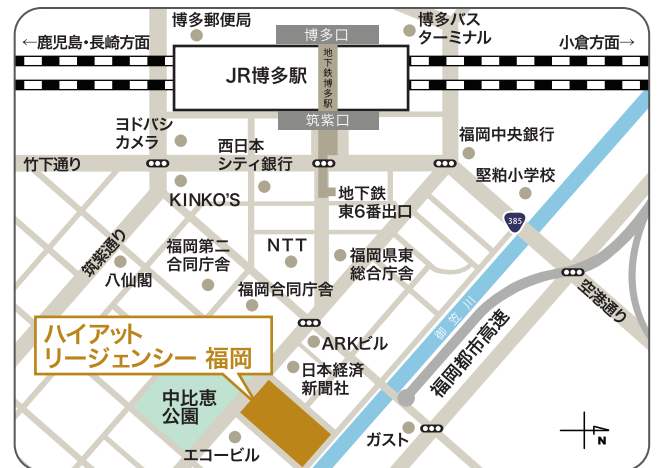 博多郵便局
博多口
博多バス
ターミナル
←鹿児島・長崎方面
小倉方面→
JR博多駅
地下鉄博多駅
筑紫口
ヨドバシ
カメラ
西日本
シティ銀行
福岡中央銀行
竹下通り
堅粕小学校
KINKO'S
地下鉄
東6番出口
385
筑紫通り
福岡第二
合同庁舎
NTT
福岡県東
総合庁舎
八仙閣
福岡合同庁舎
空港通り
御笠川
ハイアット
リージェンシー 福岡
ARKビル
福岡都市高速
日本経済
新聞社
中比恵
公園
エコービル
ガスト
N